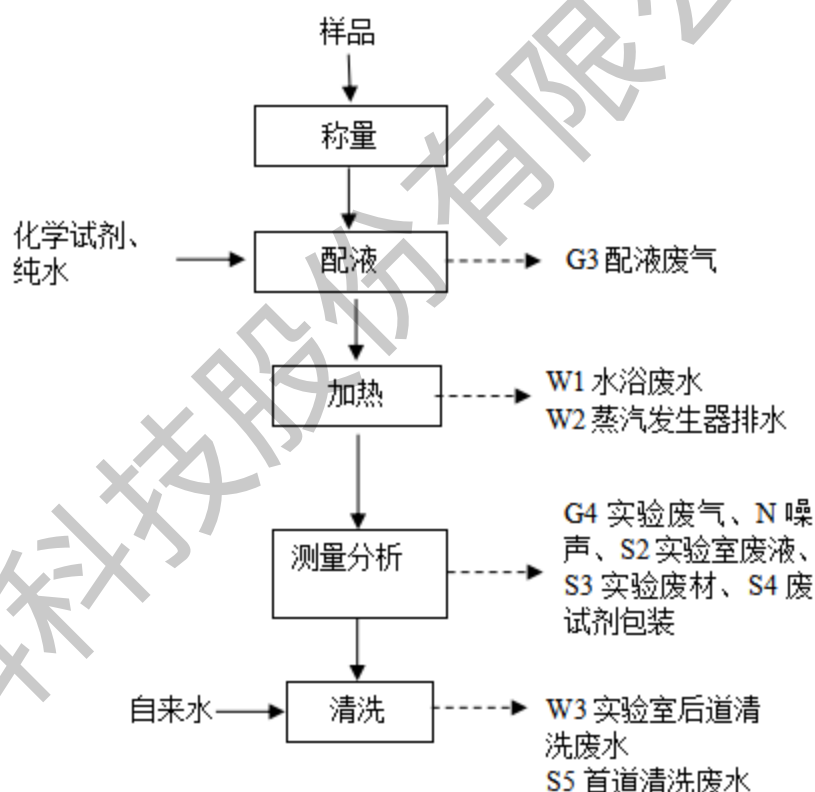 样品
称量
化学试剂、
纯水
配液
G3 配液废气
加热
W1 水浴废水
W2 蒸汽发生器排水
测量分析
G4 实验废气、N 噪
声、S2 实验室废液、
S3 实验废材、S4 废
试剂包装
自来水
清洗
W3 实验室后道清
洗废水
S5 首道清洗废水
科技股份有限公